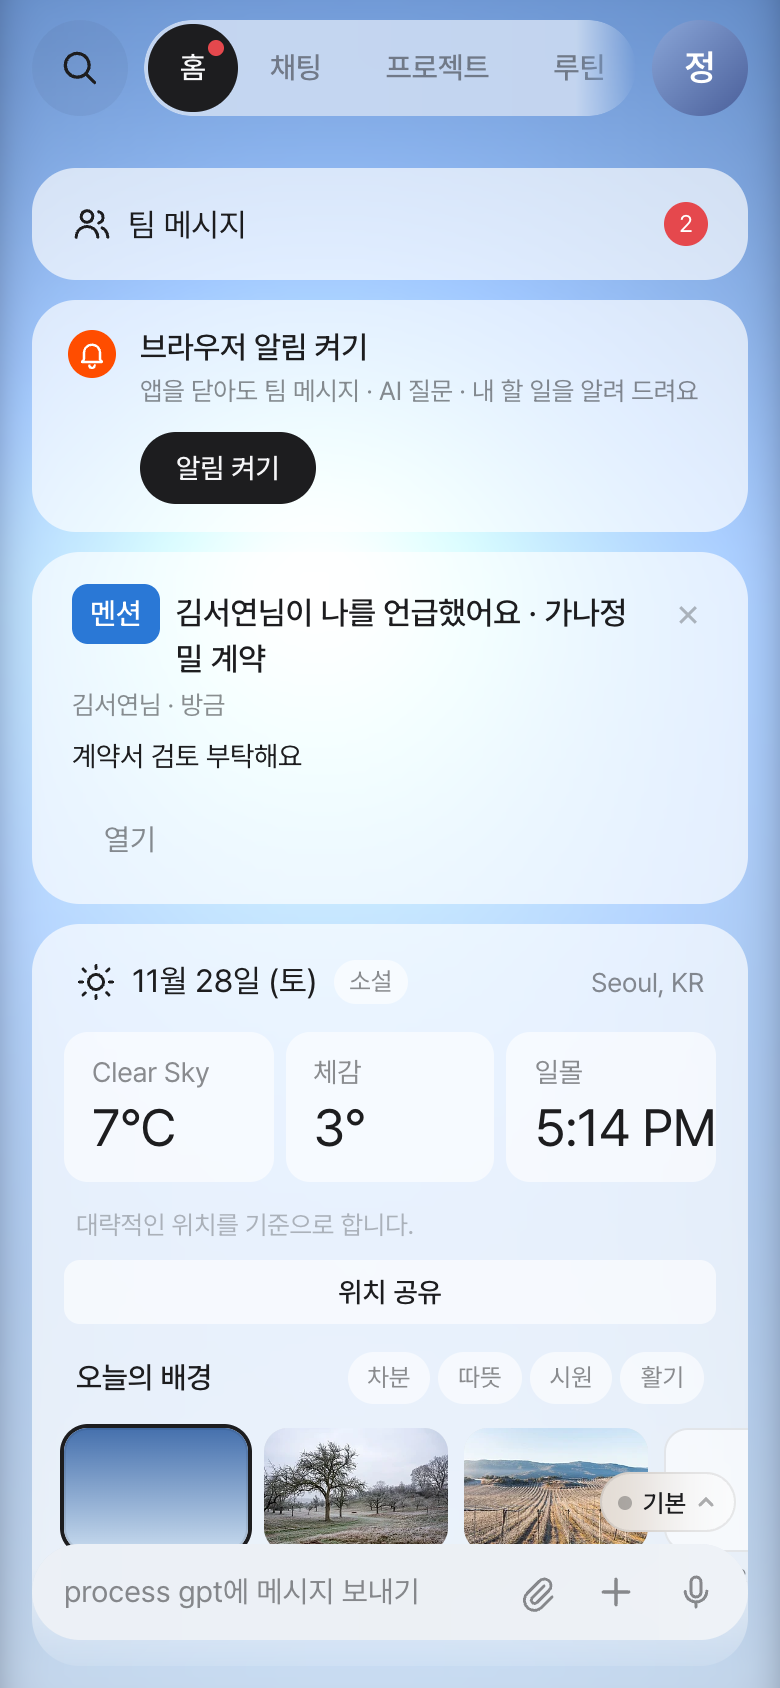 홈
채팅
프로젝트
루틴
정
팀 메시지
2
브라우저 알림 켜기
앱을 닫아도 팀 메시지 · AI 질문 · 내 할 일을 알려 드려요
알림 켜기
멘션
김서연님이 나를 언급했어요 · 가나정
밀 계약
김서연님 · 방금
계약서 검토 부탁해요
열기
11월 28일 (토)
소설
Seoul, KR
Clear Sky
7°C
체감
3°
일몰
5:14 PM
대략적인 위치를 기준으로 합니다.
위치 공유
오늘의 배경
차분
따뜻
시원
활기
기본
process gpt에 메시지 보내기